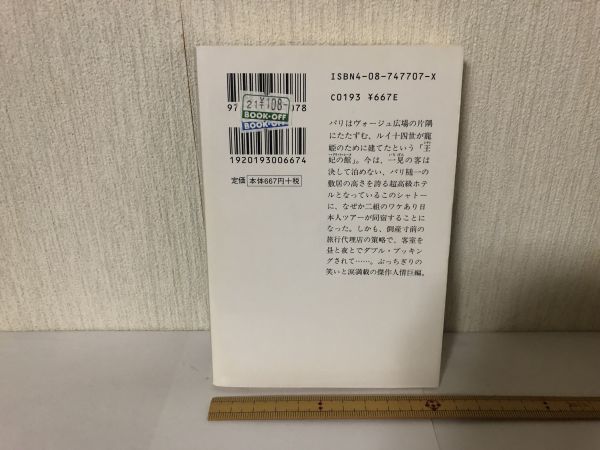 ISBN4-08-747707-X
C0193 ¥667E
21 ¥108-
BOOK・OFF
BOOK・OFF
1920193006674
定価 本体667円+税
パリはヴォージュ広場の片隅
にたたずむ、ルイ十四世が寵
姫のために建てたという「王
妃の館」。今は、一見の客は
決して泊めない、パリ随一の
敷居の高さを誇る超高級ホテ
ルとなっているこのシャトー
に、なぜか二組のワケあり日
本人ツアーが同宿することに
なった。しかも、倒産寸前の
旅行代理店の策略で、客室を
昼と夜とでダブル・ブッキン
グされて……。ぶっちぎりの
笑いと涙満載の傑作人情巨編。